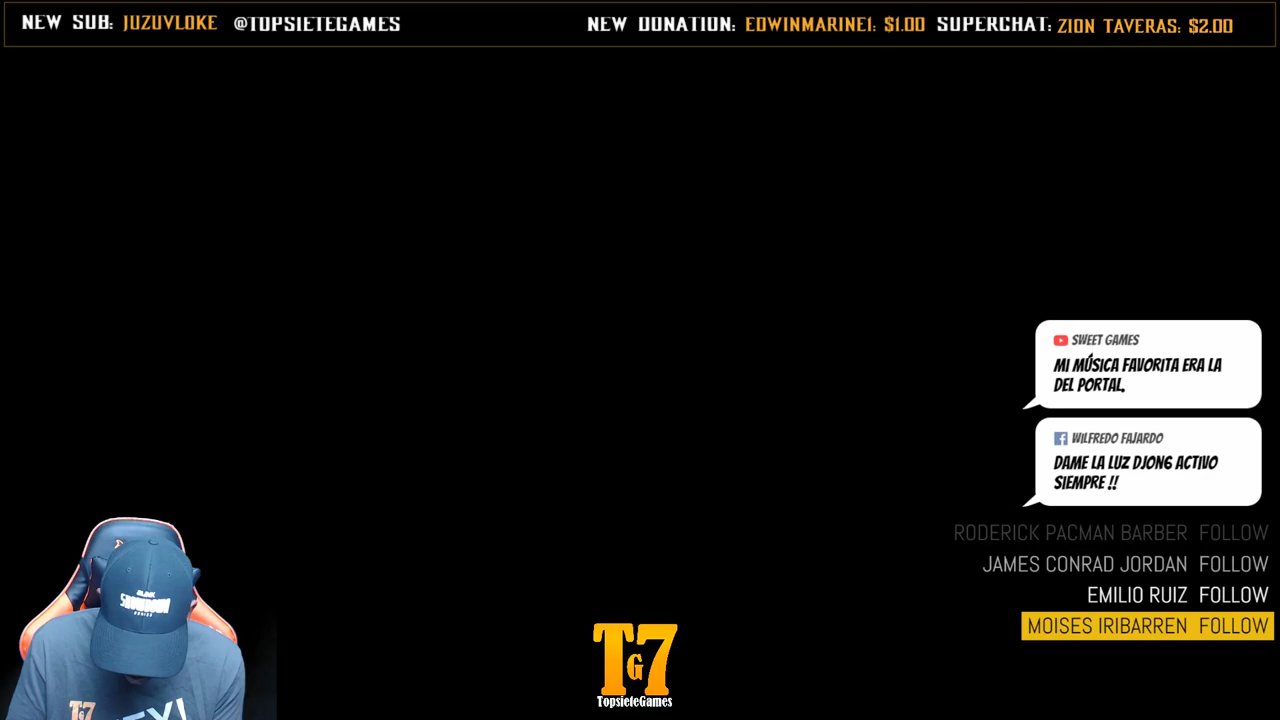 NEW SUB: JUZUVLOKE @TOPSIETEGAMES NEW DONATION: EDWINMARINE1: $1.00 SUPERCHAT: ZION TAVERAS: $2.00
SWEET GAMES
MI MÚSICA FAVORITA ERA LA
DEL PORTAL.
WILFREDO FAJARDO
DAME LA LUZ DJONG ACTIVO
SIEMPRE !!
RODERICK PACMAN BARBER FOLLOW
JAMES CONRAD JORDAN FOLLOW
EMILIO RUIZ FOLLOW
MOISES IRIBARREN FOLLOW
SHOWDOWN
TG7
TG7
TopsieteGames